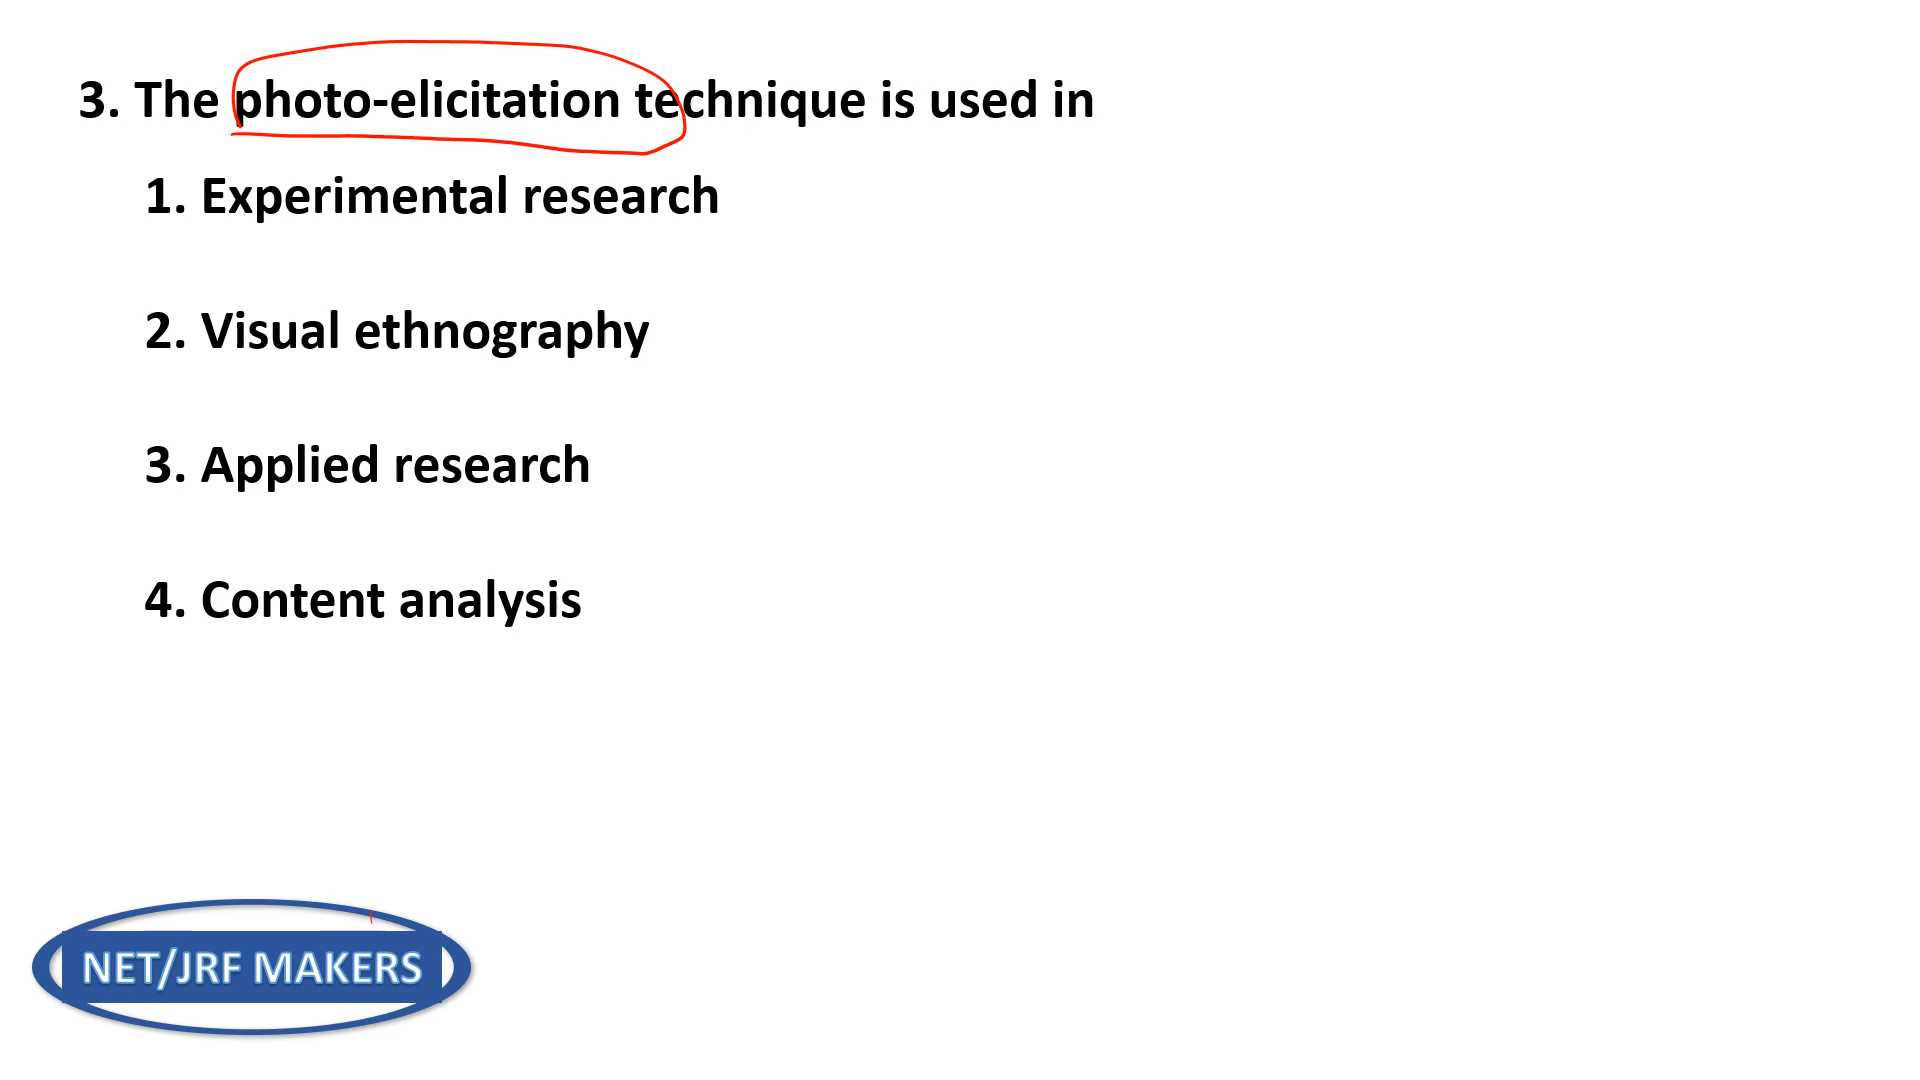 3. The photo-elicitation technique is used in
1. Experimental research
2. Visual ethnography
3. Applied research
4. Content analysis
NET/JRF MAKERS